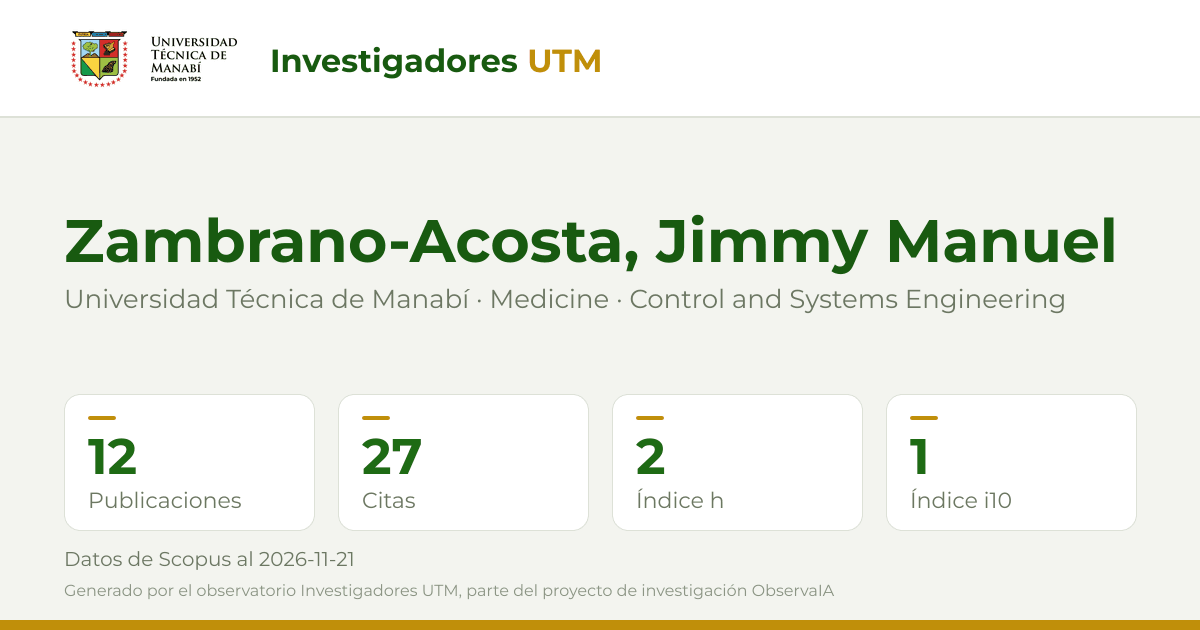 UNIVERSIDAD
TÉCNICA DE
MANABÍ
Fundada en 1952
Investigadores UTM
Zambrano-Acosta, Jimmy Manuel
Universidad Técnica de Manabí · Medicine · Control and Systems Engineering
12
Publicaciones
27
Citas
2
Índice h
1
Índice i10
Datos de Scopus al 2026-11-21
Generado por el observatorio Investigadores UTM, parte del proyecto de investigación ObservaIA